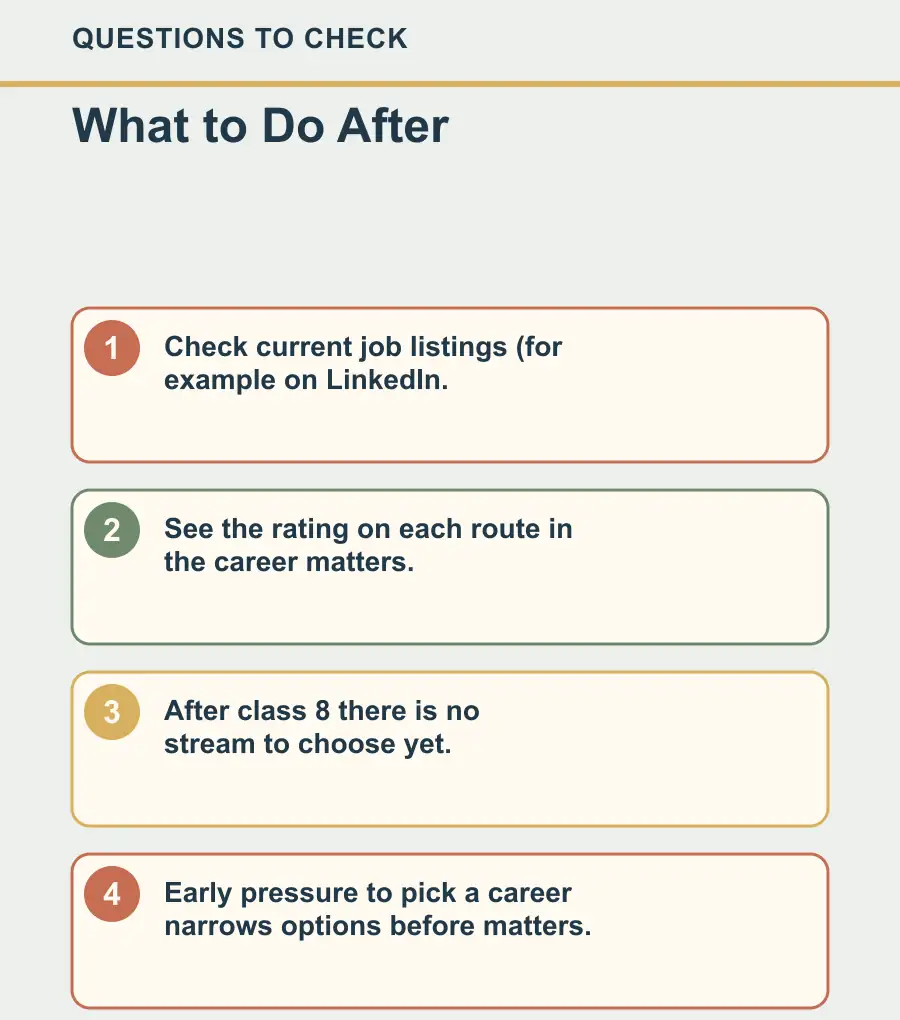 QUESTIONS TO CHECK
What to Do After
1
Check current job listings (for
example on LinkedIn.
2
See the rating on each route in
the career matters.
3
After class 8 there is no
stream to choose yet.
4
Early pressure to pick a career
narrows options before matters.